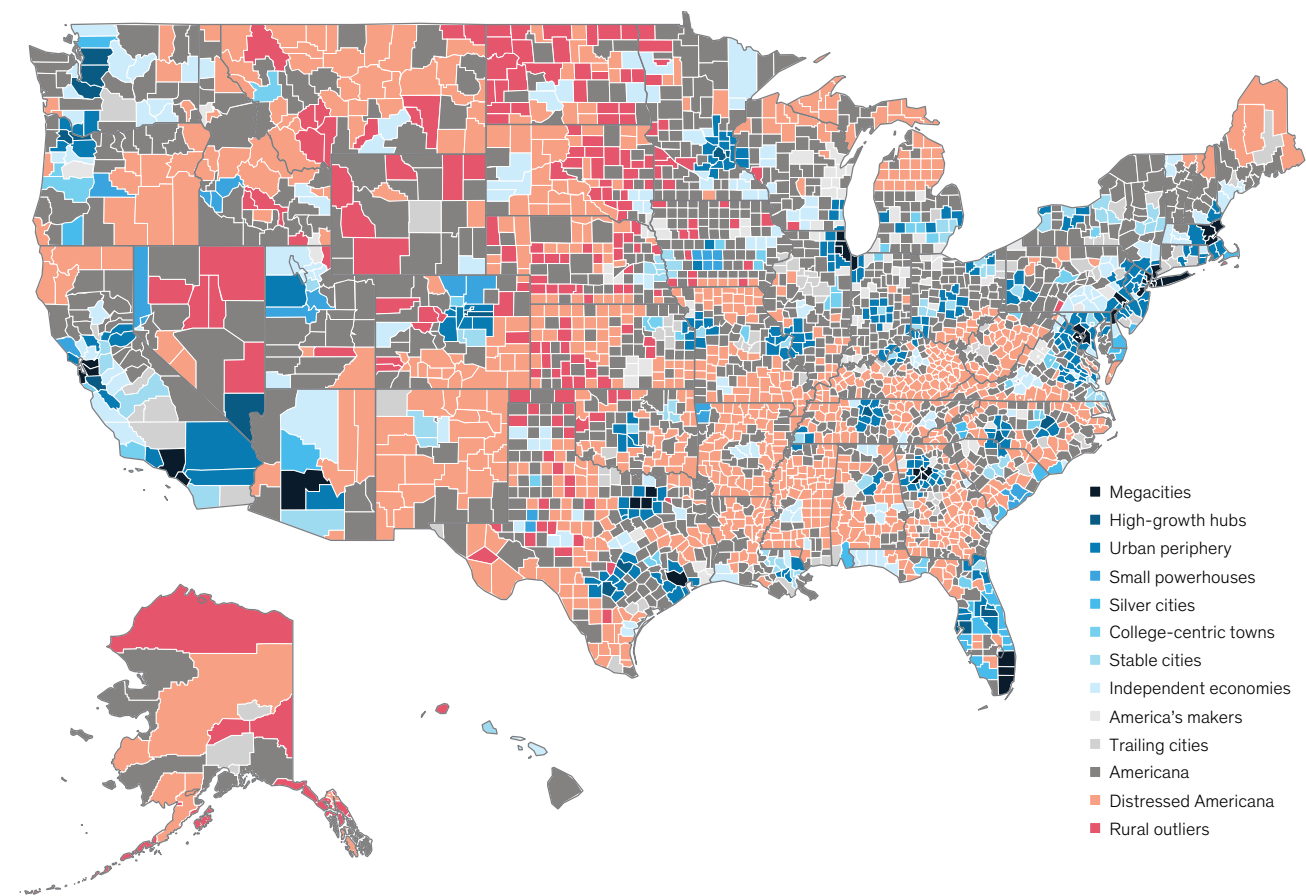 Megacities
High-growth hubs
Urban periphery
Small powerhouses
Silver cities
College-centric towns
Stable cities
Independent economies
America’s makers
Trailing cities
Americana
Distressed Americana
Rural outliers